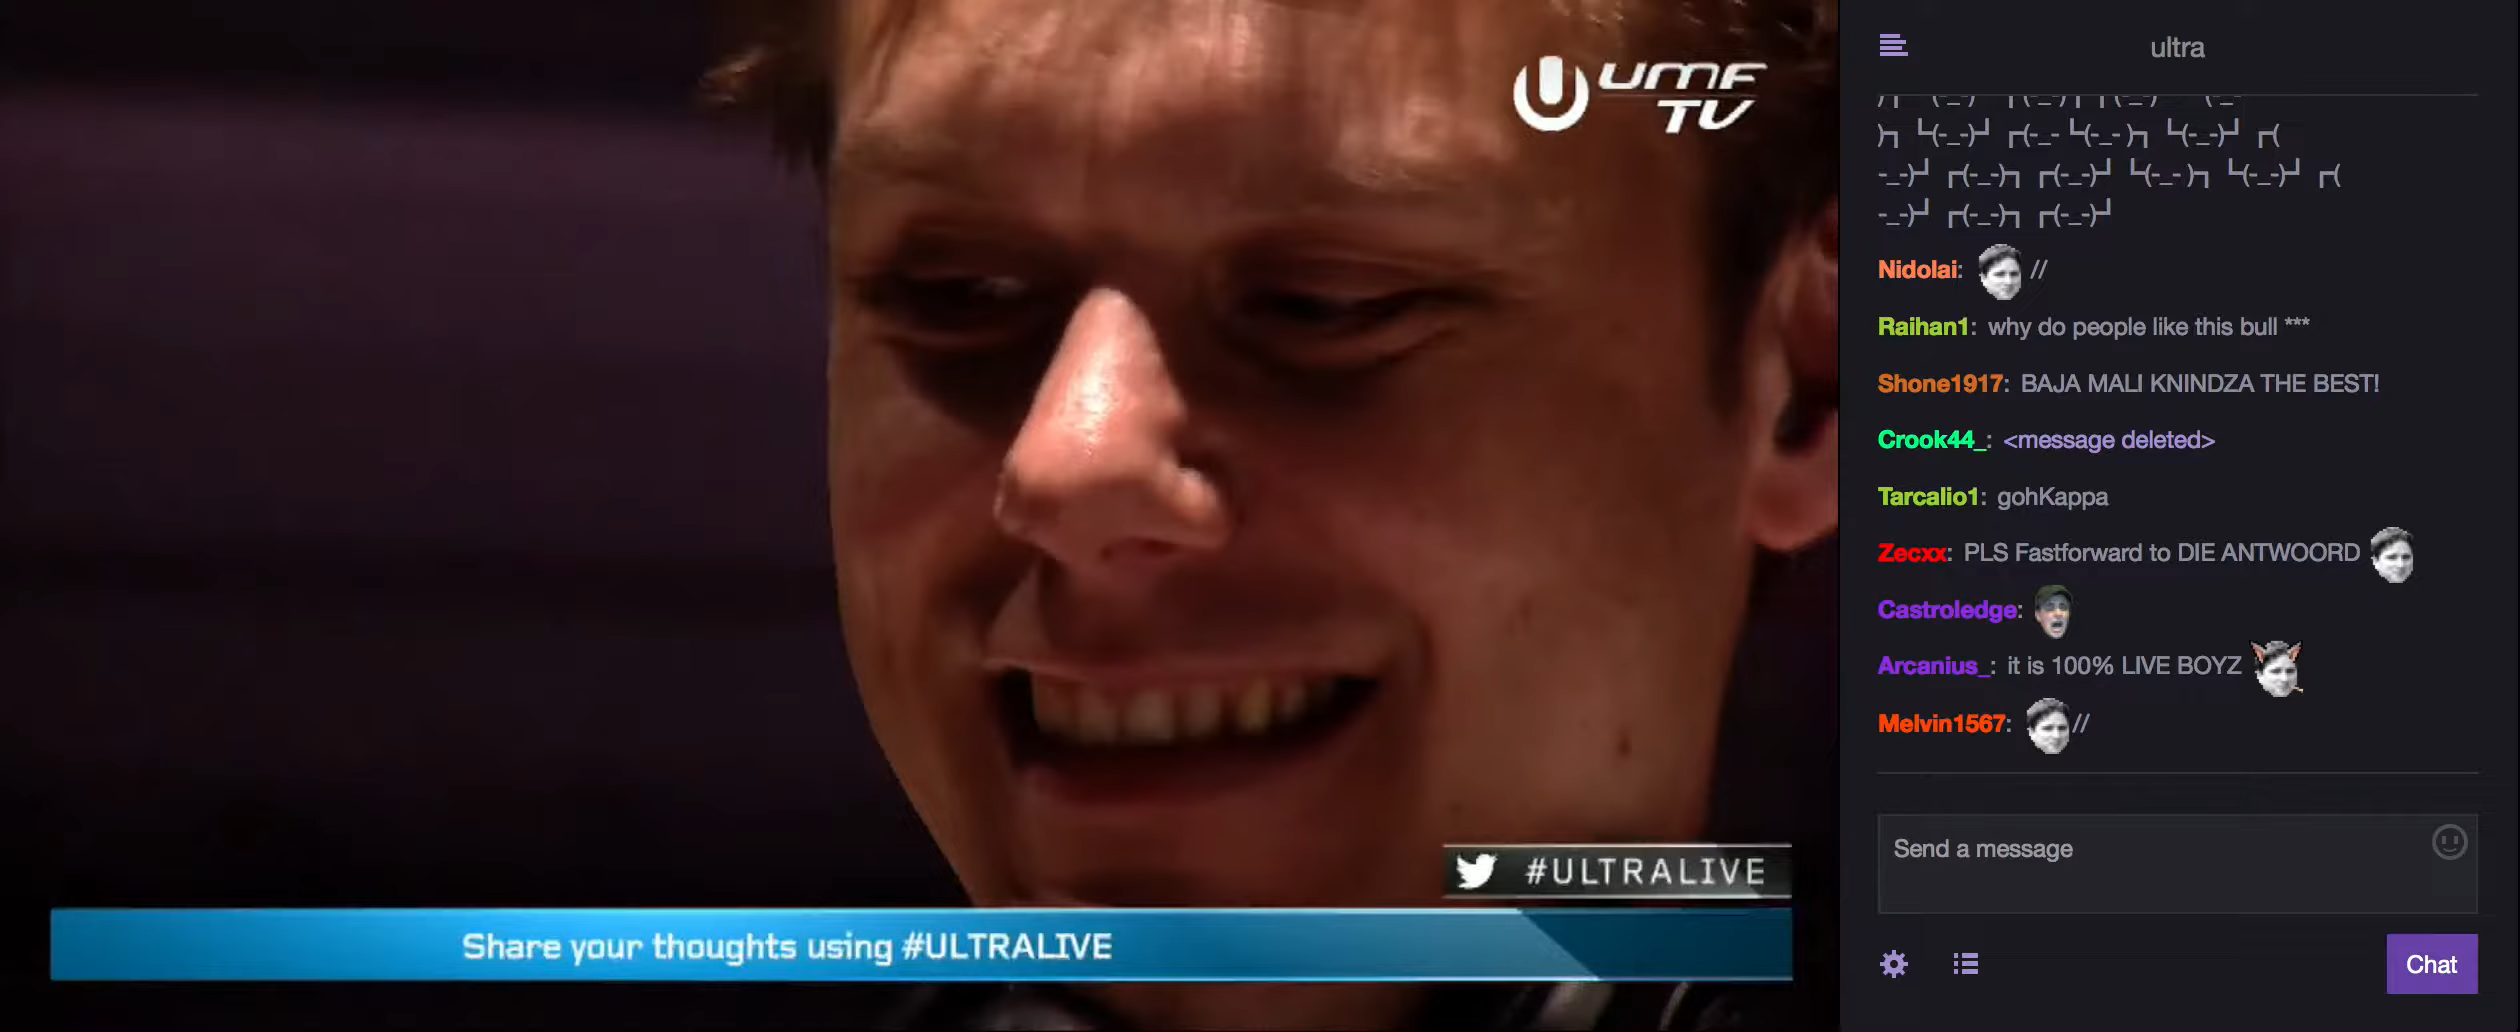 UMF
TV
#ULTRALIVE
Share your thoughts using #ULTRALIVE
ultra
)┐ └(-_-)┘ ┌(-_- └(-_- )┐ └(-_-)┘ ┌(
-_-)┘ ┌(-_-)┐ ┌(-_-)┘ └(-_- )┐ └(-_-)┘ ┌(
-_-)┘ ┌(-_-)┐ ┌(-_-)┘
Nidolai: //
Raihan1: why do people like this bull ***
Shone1917: BAJA MALI KNINDZA THE BEST!
Crook44_: <message deleted>
Tarcalio1: gohKappa
Zecxx: PLS Fastforward to DIE ANTWOORD
Castroledge:
Arcanius_: it is 100% LIVE BOYZ
Melvin1567: //
Send a message
Chat